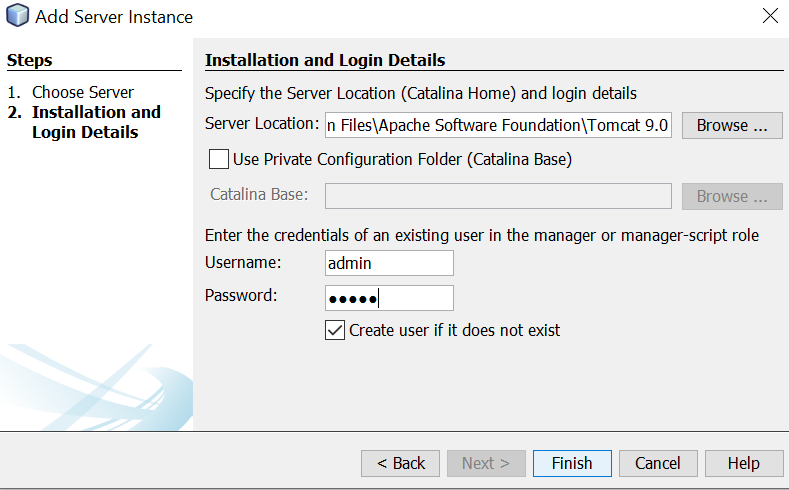 Add Server Instance
Steps
1. Choose Server
2. Installation and
Login Details
Installation and Login Details
Specify the Server Location (Catalina Home) and login details
Server Location: n Files\Apache Software Foundation\Tomcat 9.0 Browse ...
Use Private Configuration Folder (Catalina Base)
Catalina Base: Browse ...
Enter the credentials of an existing user in the manager or manager-script role
Username: admin
Password: ●●●●●
Create user if it does not exist
< Back Next > Finish Cancel Help